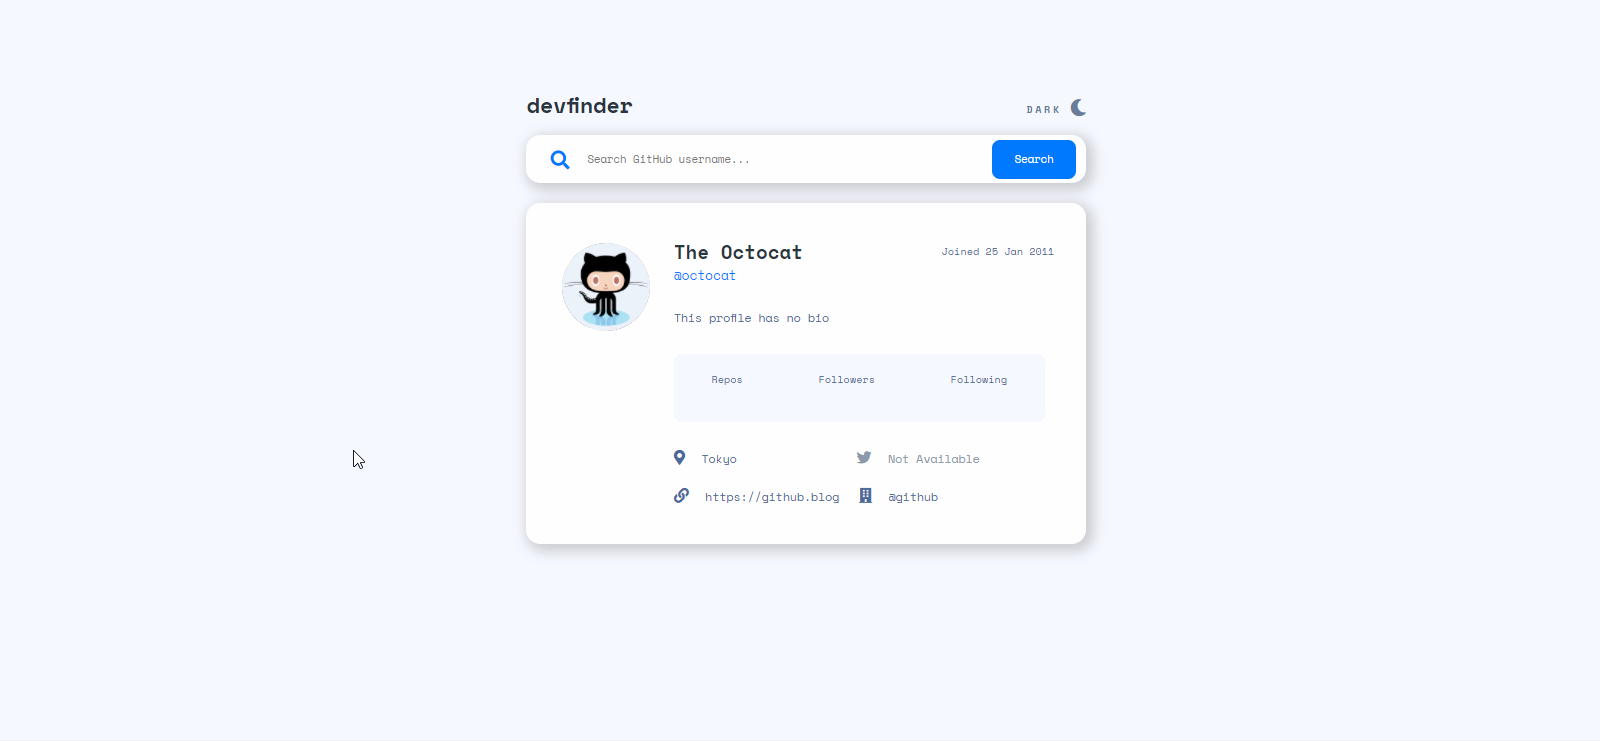 devfinder
DARK
Search GitHub username...
Search
The Octocat
Joined 25 Jan 2011
@octocat
This profile has no bio
Repos Followers Following
Tokyo Not Available
https://github.blog @github